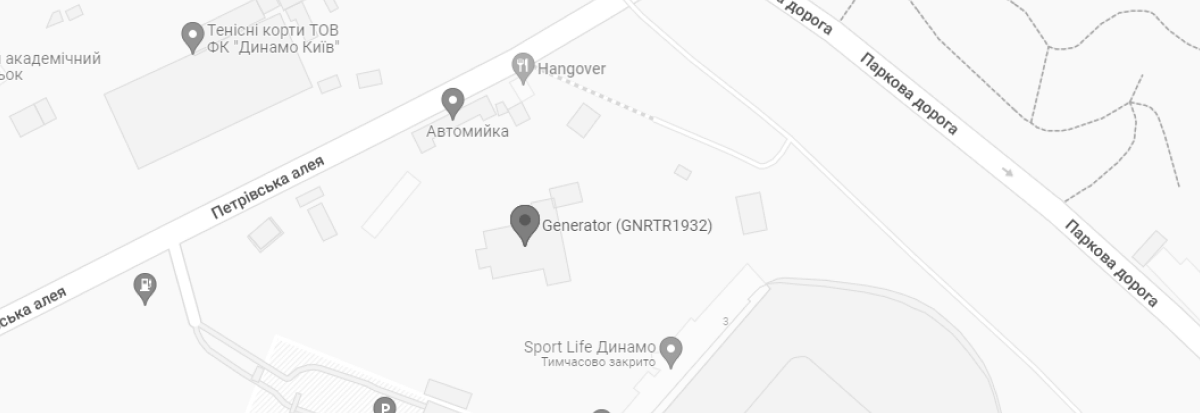 Тенісні корти ТОВ
ФК "Динамо Київ"
академічний
ьок
Hangover
Автомийка
Петрівська алея
Generator (GNRTR1932)
ська алея
дорога
Паркова дорога
Паркова дорога
3
Sport Life Динамо
Тимчасово закрито
P